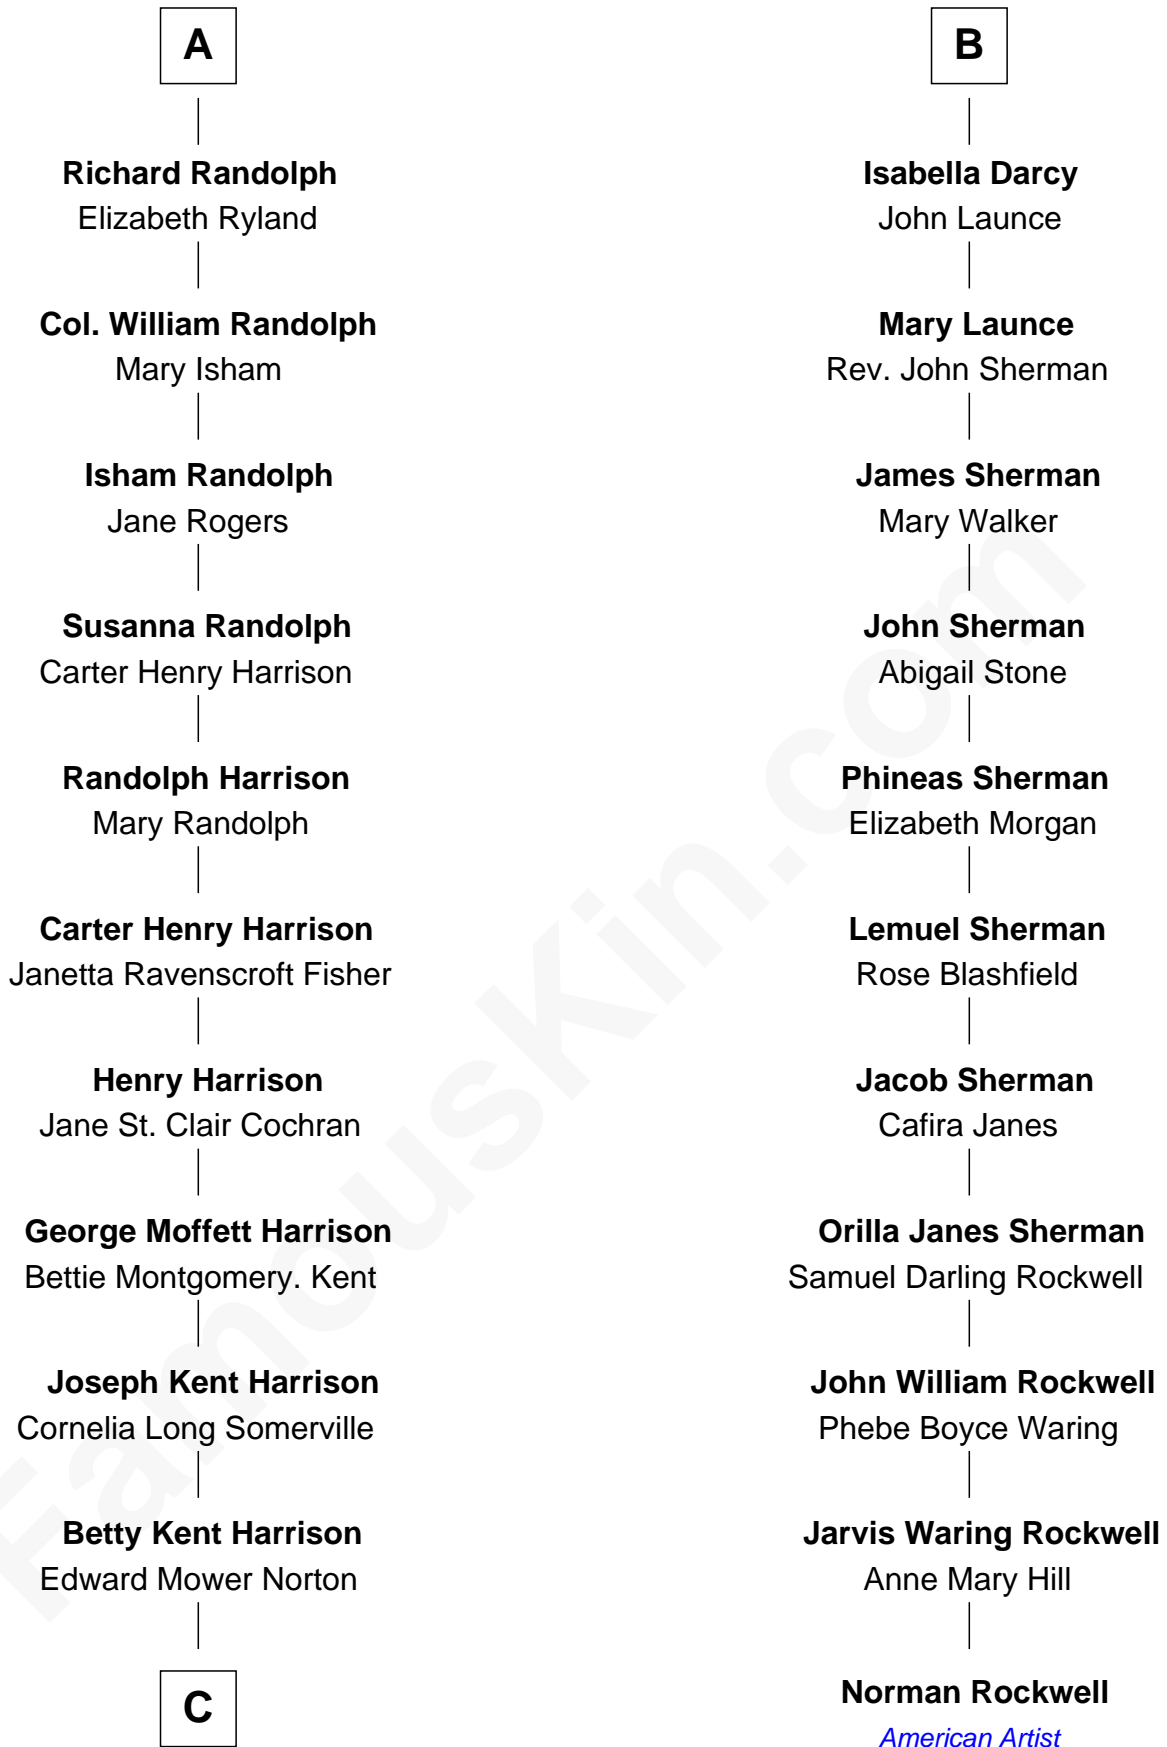 A
Richard Randolph
Elizabeth Ryland
Col. William Randolph
Mary Isham
Isham Randolph
Jane Rogers
Susanna Randolph
Carter Henry Harrison
Randolph Harrison
Mary Randolph
Carter Henry Harrison
Janetta Ravenscroft Fisher
Henry Harrison
Jane St. Clair Cochran
George Moffett Harrison
Bettie Montgomery. Kent
Joseph Kent Harrison
Cornelia Long Somerville
Betty Kent Harrison
Edward Mower Norton
C
B
Isabella Darcy
John Launce
Mary Launce
Rev. John Sherman
James Sherman
Mary Walker
John Sherman
Abigail Stone
Phineas Sherman
Elizabeth Morgan
Lemuel Sherman
Rose Blashfield
Jacob Sherman
Cafira Janes
Orilla Janes Sherman
Samuel Darling Rockwell
John William Rockwell
Phebe Boyce Waring
Jarvis Waring Rockwell
Anne Mary Hill
Norman Rockwell
American Artist
FamousKin.com